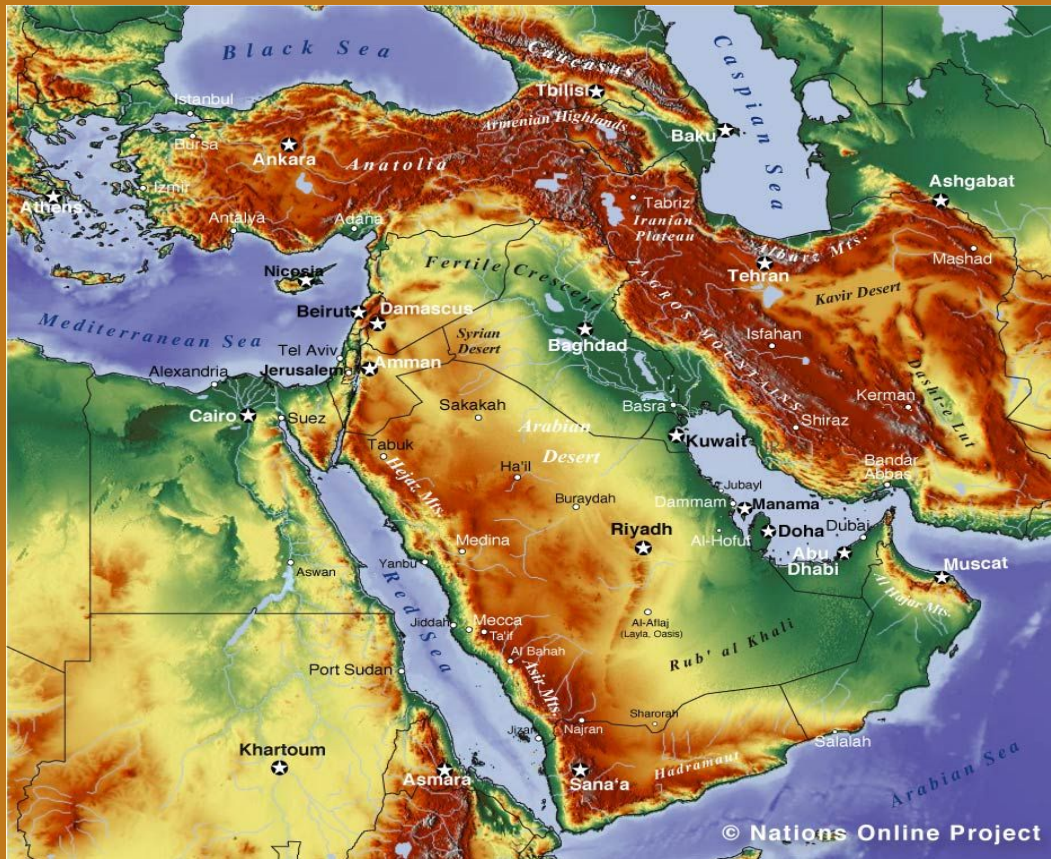 Black Sea
Caspian Sea
Caucasus
Tbilisi
Istanbul
Armenian Highlands
Baku
Bursa
Ankara
Anatolia
Ashgabat
Izmir
Athens
Tabriz
Iranian
Plateau
Antalya
Adana
Alburz Mts.
Mashad
Tehran
Nicosia
Fertile Crescent
ZAGROS MOUNTAINS
Kavir Desert
Beirut
Damascus
Mediterranean Sea
Syrian
Desert
Baghdad
Isfahan
Tel Aviv
Amman
Jerusalem
Alexandria
Dasht-e Lut
Kerman
Cairo
Suez
Sakakah
Basra
Shiraz
Arabian
Desert
Kuwait
Tabuk
Hejaz Mts.
Ha'il
Bandar
Abbas
Jubayl
Buraydah
Dammam
Manama
Riyadh
Al-Hofuf
Doha
Dubai
Medina
Abu
Dhabi
Muscat
Aswan
Yanbu
Al Hajar Mts.
Red Sea
Jiddah
Mecca
Ta'if
Al-Aflaj
(Layla, Oasis)
Rub' al Khali
Al Bahah
Port Sudan
Asir Mts.
Sharorah
Jizan
Najran
Salalah
Khartoum
Asmara
Sana'a
Hadramaut
Arabian Sea
© Nations Online Project